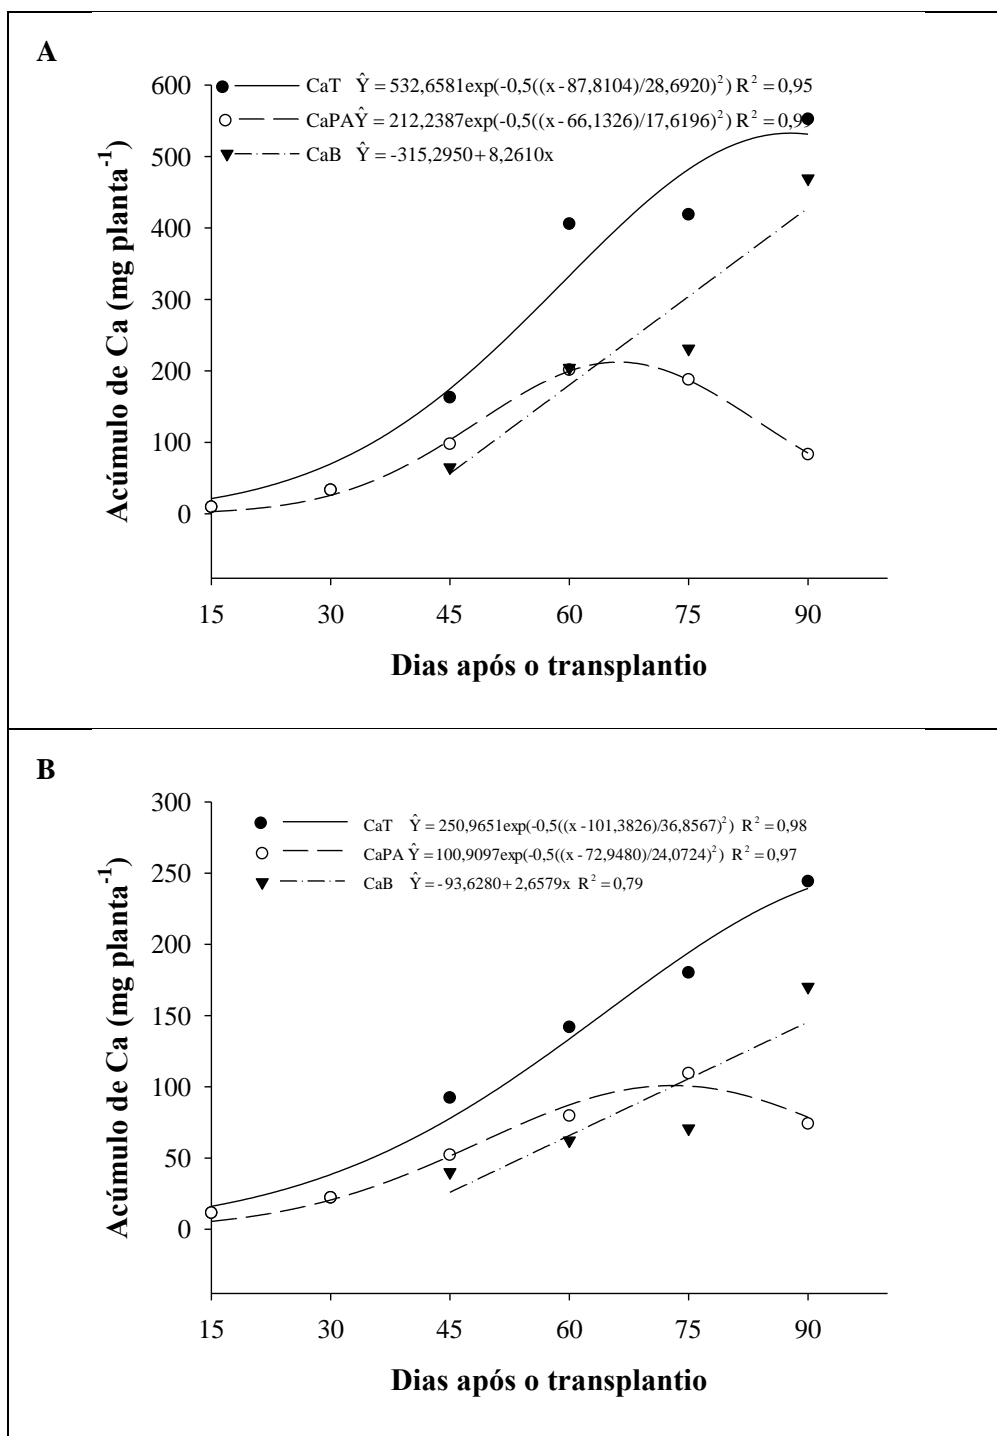 A
CaT Ŷ = 532,6581exp(-0,5((x - 87,8104)/28,6920)²) R² = 0,95
CaPA Ŷ = 212,2387exp(-0,5((x - 66,1326)/17,6196)²) R² = 0,9
CaB Ŷ = -315,2950 + 8,2610x
Acúmulo de Ca (mg planta⁻¹)
600
500
400
300
200
100
0
15 30 45 60 75 90
Dias após o transplantio
B
CaT Ŷ = 250,9651exp(-0,5((x - 101,3826)/36,8567)²) R² = 0,98
CaPA Ŷ = 100,9097exp(-0,5((x - 72,9480)/24,0724)²) R² = 0,97
CaB Ŷ = -93,6280 + 2,6579x R² = 0,79
Acúmulo de Ca (mg planta⁻¹)
300
250
200
150
100
50
0
15 30 45 60 75 90
Dias após o transplantio